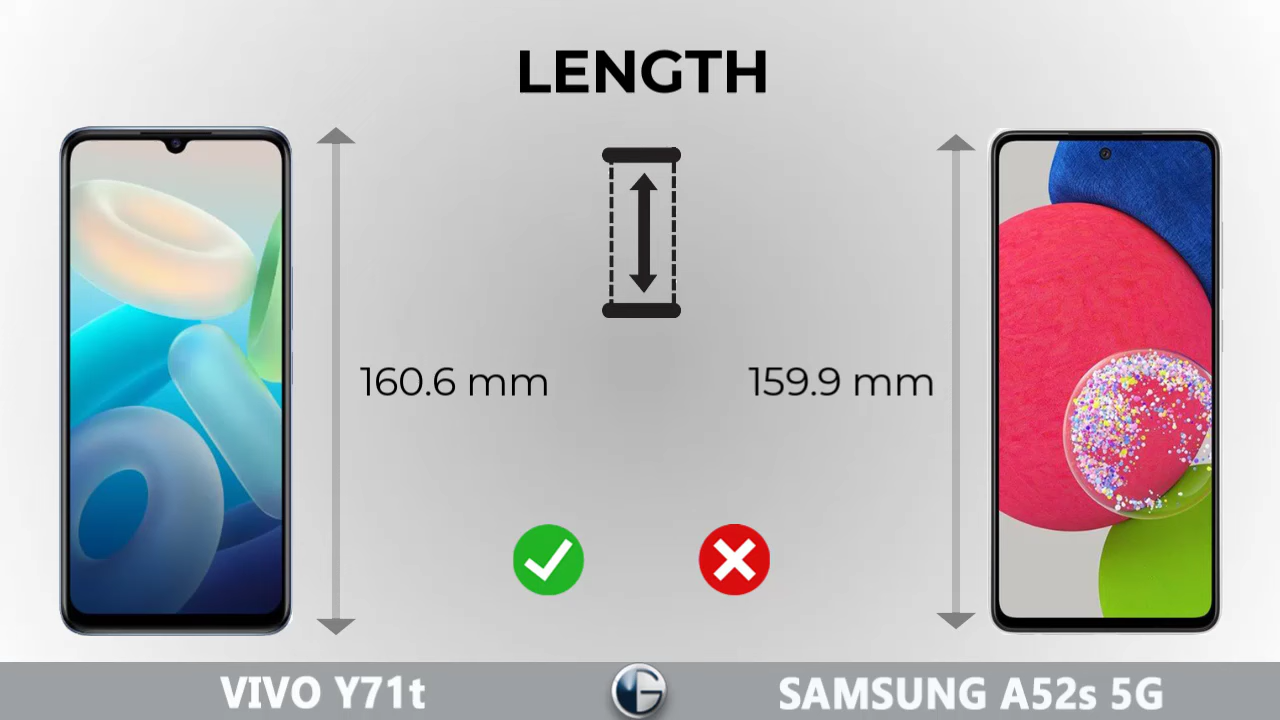 LENGTH
160.6 mm
159.9 mm
VIVO Y71t
SAMSUNG A52s 5G